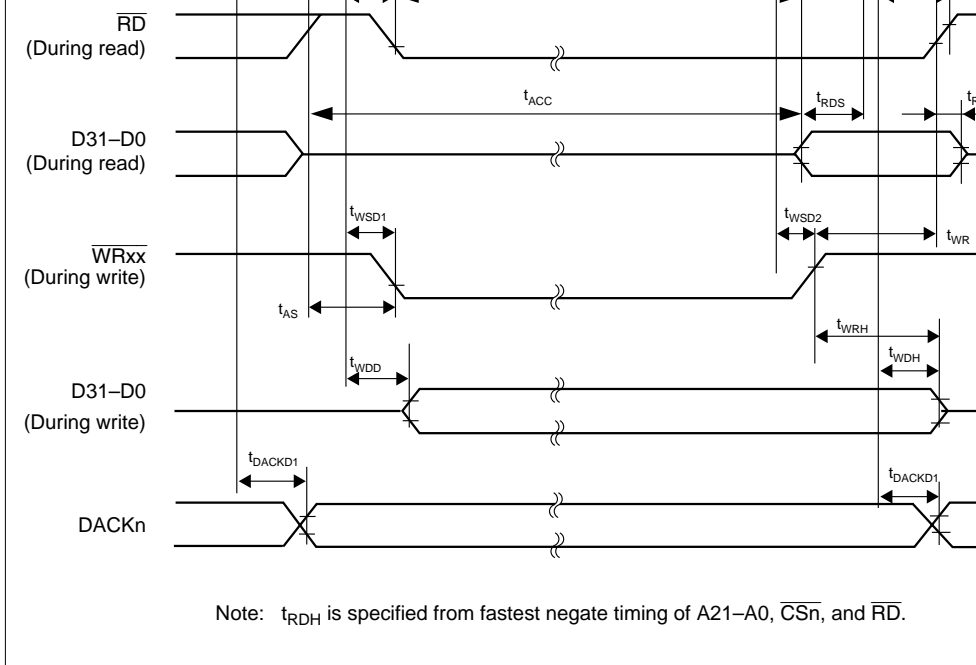 RD
(During read)
tACC
tRDS
D31–D0
(During read)
tWSD1
tWSD2
WRxx
(During write)
tWR
tAS
tWRH
tWDD
tWDH
D31–D0
(During write)
tDACKD1
tDACKD1
DACKn
Note: tRDH is specified from fastest negate timing of A21–A0, CSn, and RD.